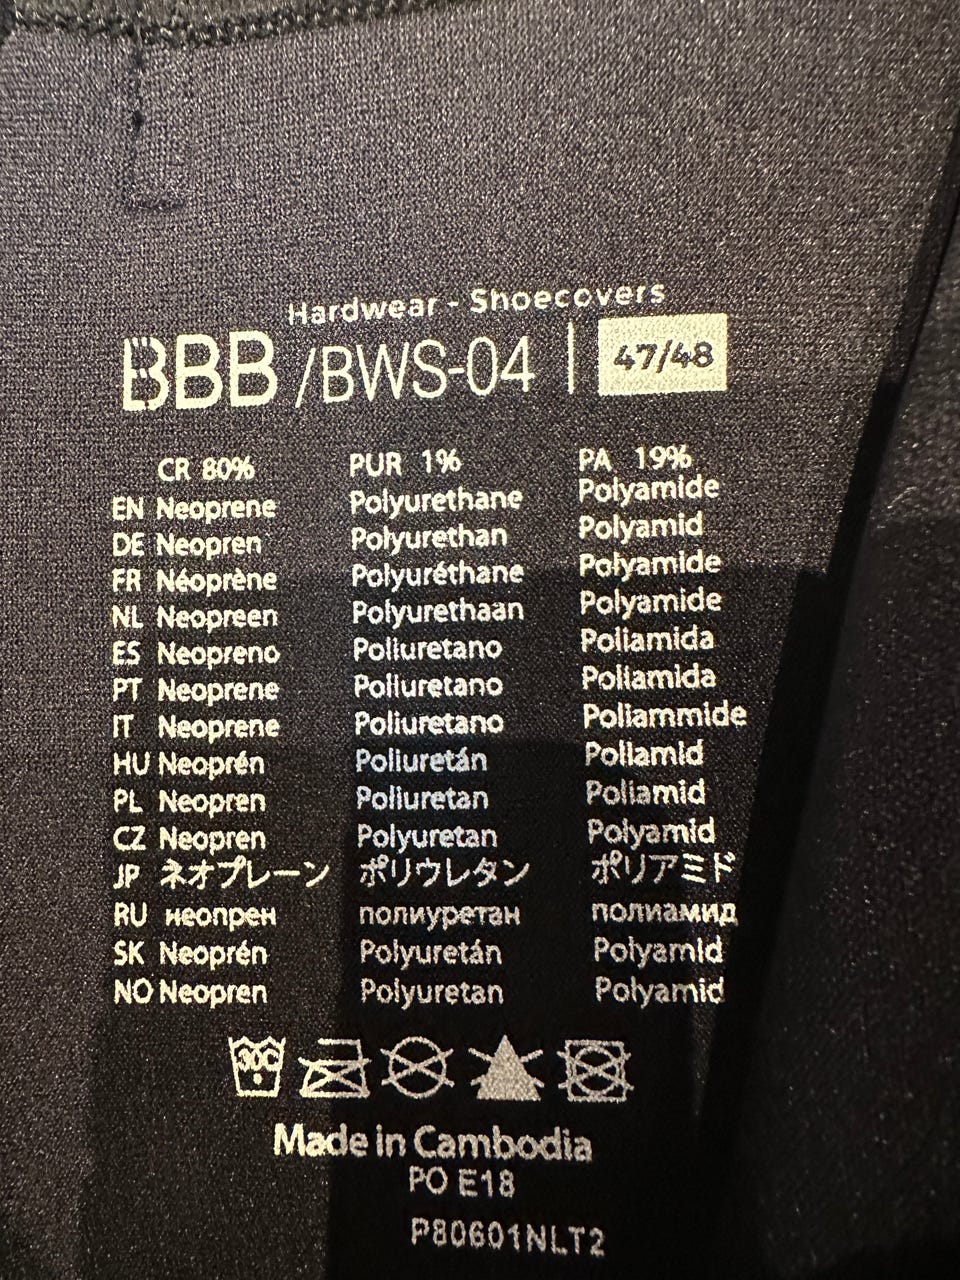 Hardwear - Shoecovers
BBB /BWS-04 | 47/48
CR 80% PUR 1% PA 19%
EN Neoprene Polyurethane Polyamide
DE Neopren Polyurethan Polyamid
FR Néoprène Polyuréthane Polyamide
NL Neopreen Polyurethaan Polyamide
ES Neopreno Poliuretano Poliamida
PT Neoprene Poliuretano Poliamida
IT Neoprene Poliuretano Poliammide
HU Neoprén Poliuretán Poliamid
PL Neopren Poliuretan Poliamid
CZ Neopren Polyuretan Polyamid
JP ネオプレーン ポリウレタン ポリアミド
RU неопрен полиуретан полиамид
SK Neoprén Polyuretán Polyamid
NO Neopren Polyuretan Polyamid
30C
Made in Cambodia
PO E18
P80601NLT2